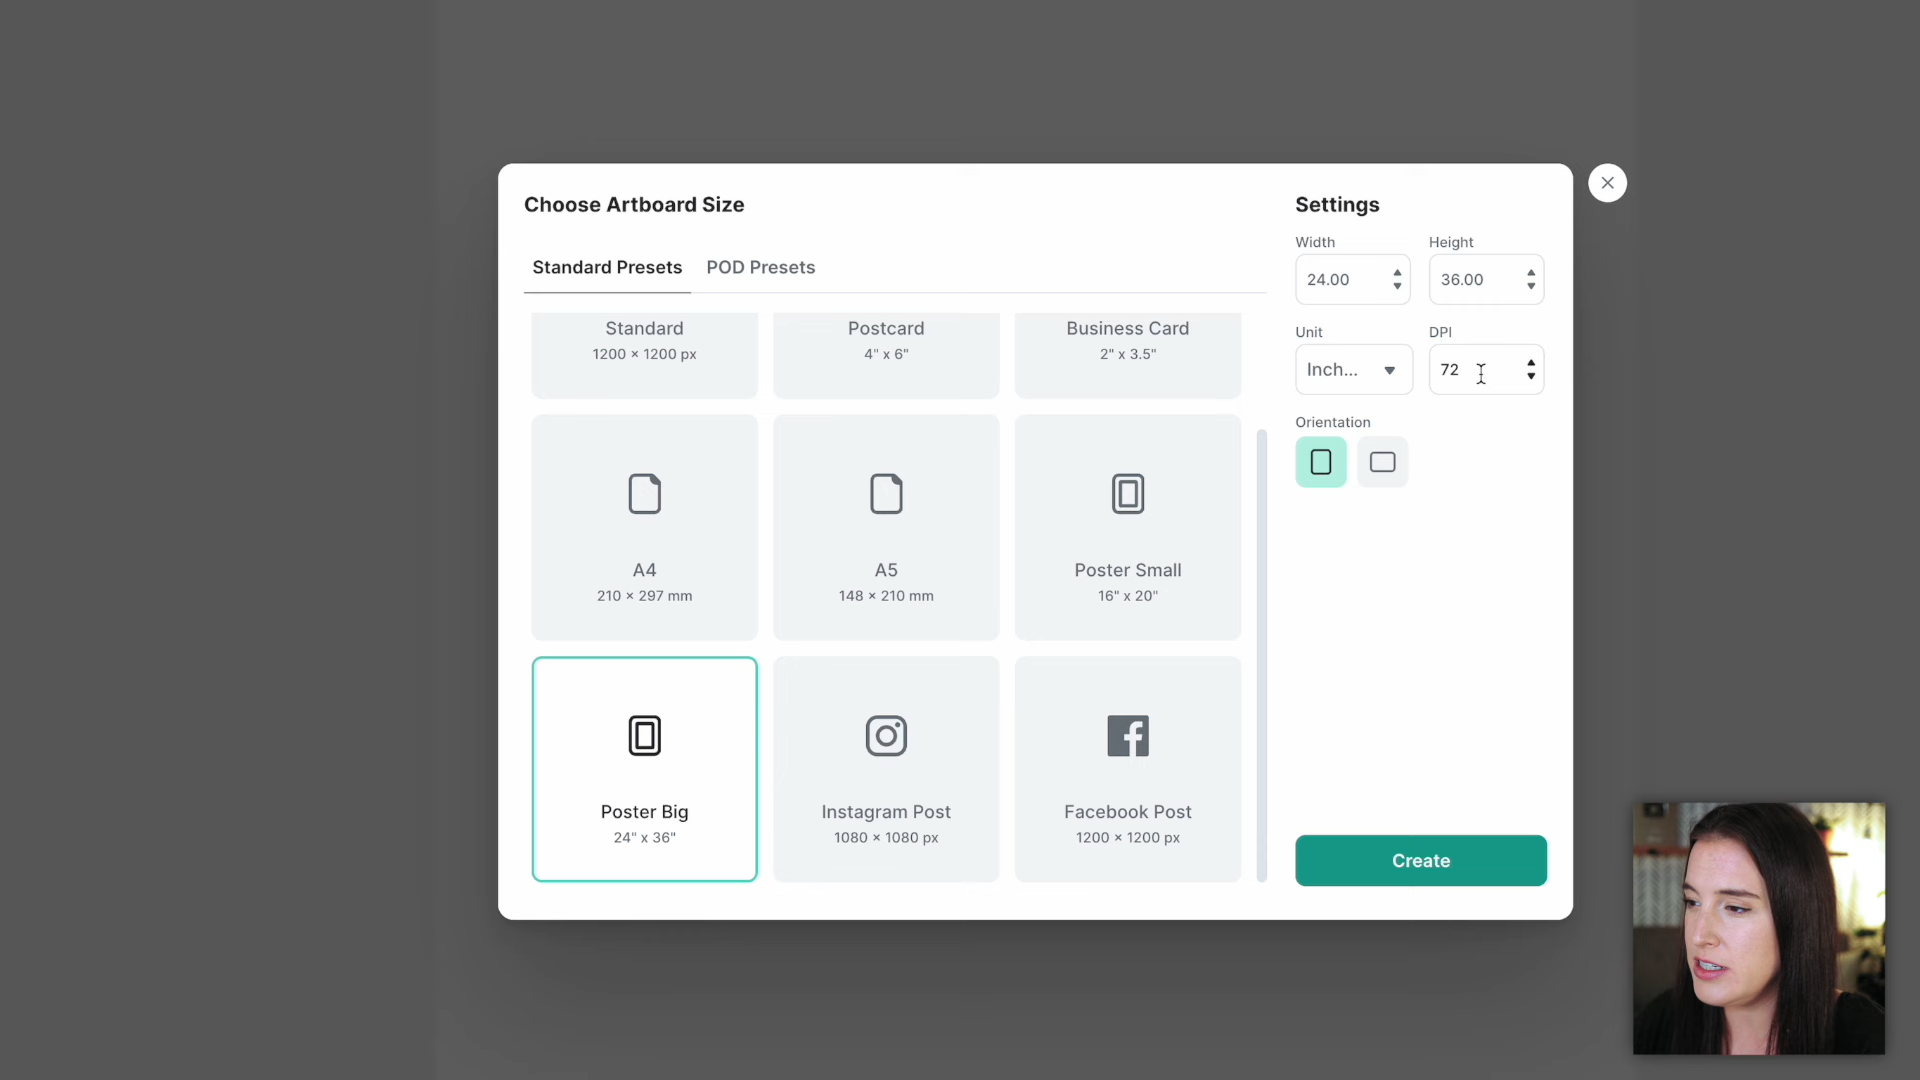 Choose Artboard Size
Standard Presets
POD Presets
Standard
1200 × 1200 px
Postcard
4" x 6"
Business Card
2" x 3.5"
A4
210 × 297 mm
A5
148 × 210 mm
Poster Small
16" x 20"
Poster Big
24" x 36"
Instagram Post
1080 × 1080 px
Facebook Post
1200 × 1200 px
Settings
Width
Height
24.00
36.00
Unit
DPI
Inch...
72
Orientation
Create